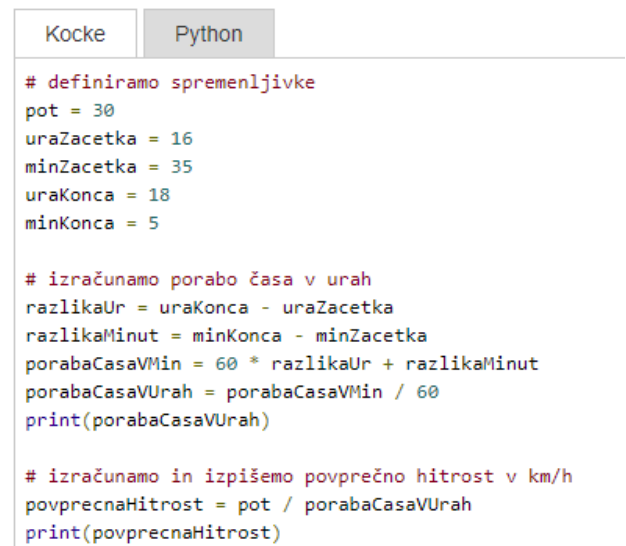 Kocke Python
# definiramo spremenljivke
pot = 30
uraZacetka = 16
minZacetka = 35
uraKonca = 18
minKonca = 5
# izračunamo porabo časa v urah
razlikaUr = uraKonca - uraZacetka
razlikaMinut = minKonca - minZacetka
porabaCasaVMin = 60 * razlikaUr + razlikaMinut
porabaCasaVUrah = porabaCasaVMin / 60
print(porabaCasaVUrah)
# izračunamo in izpišemo povprečno hitrost v km/h
povprecnaHitrost = pot / porabaCasaVUrah
print(povprecnaHitrost)